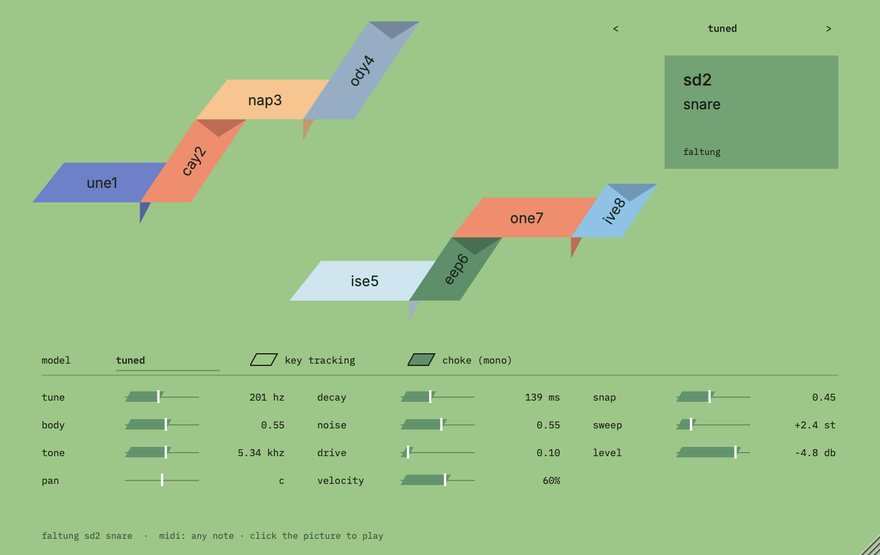 < tuned >
sd2
snare
faltung
ody4
nap3
cay2
une1
ive8
one7
eep6
ise5
model tuned key tracking choke (mono)
tune 201 hz decay 139 ms snap 0.45
body 0.55 noise 0.55 sweep +2.4 st
tone 5.34 khz drive 0.10 level -4.8 db
pan c velocity 60%
faltung sd2 snare · midi: any note · click the picture to play